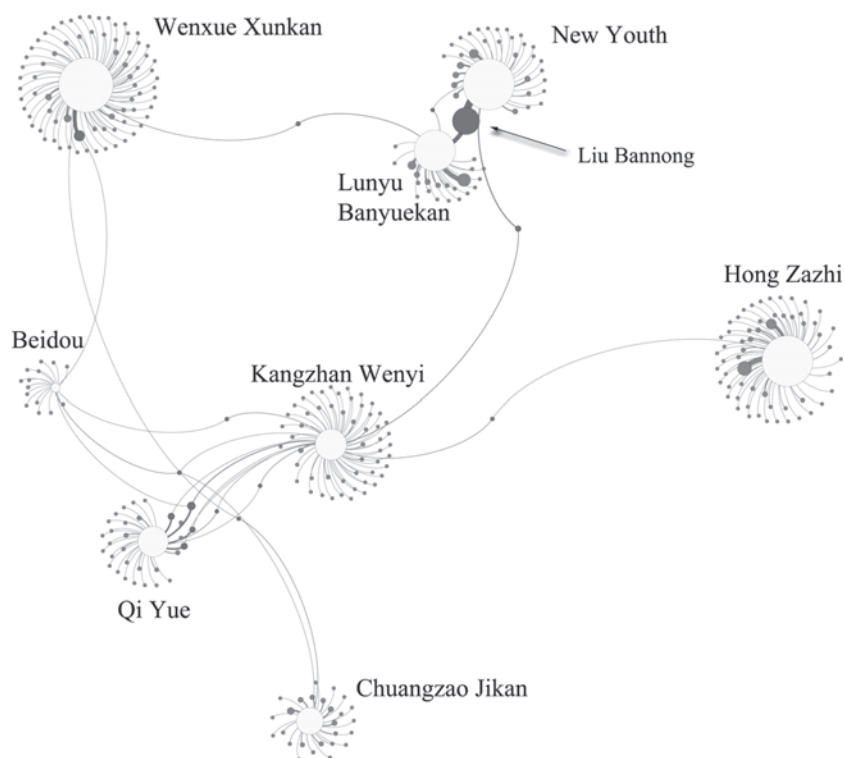 Wenxue Xunkan
New Youth
Liu Bannong
Lunyu
Banyuekan
Hong Zazhi
Beidou
Kangzhan Wenyi
Qi Yue
Chuangzao Jikan